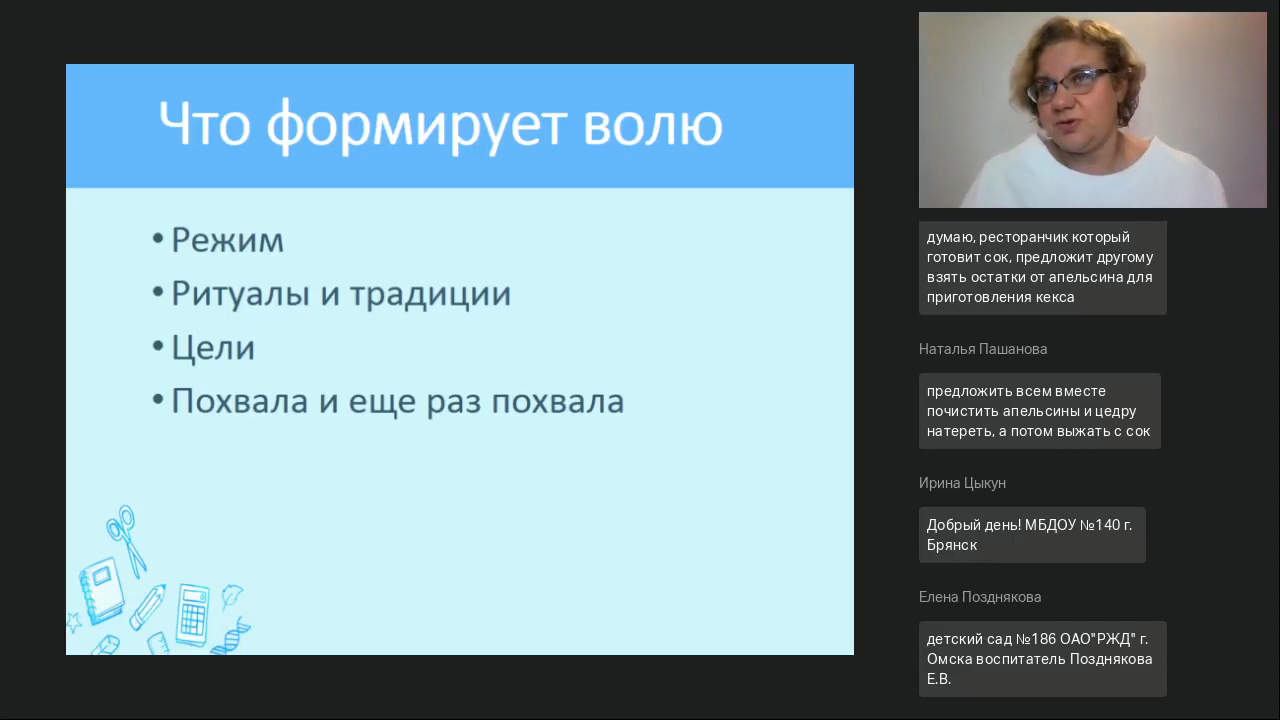 Что формирует волю
• Режим
• Ритуалы и традиции
• Цели
• Похвала и еще раз похвала
думаю, ресторанчик который
готовит сок, предложит другому
взять остатки от апельсина для
приготовления кекса
Наталья Пашанова
предложить всем вместе
почистить апельсины и цедру
натереть, а потом выжать с сок
Ирина Цыкун
Добрый день! МБДОУ №140 г.
Брянск
Елена Позднякова
детский сад №186 ОАО"РЖД" г.
Омска воспитатель Позднякова
Е.В.